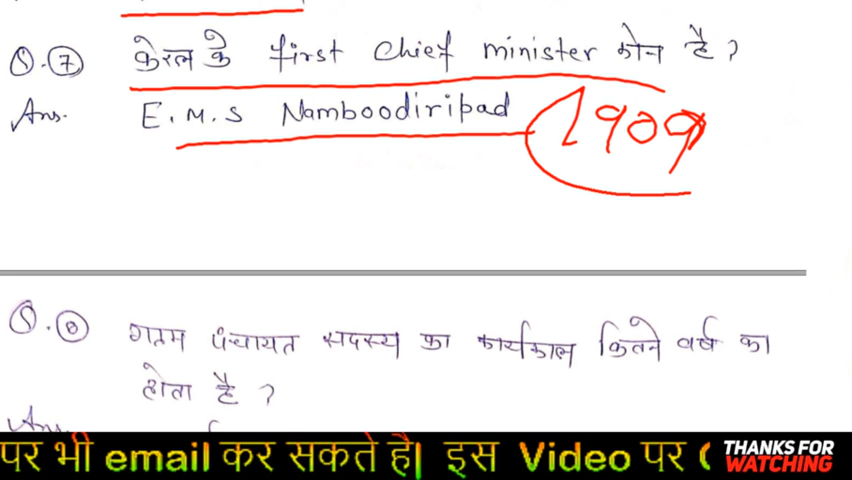 Q.7 केरल के first chief minister कोन है?
Ans. E.M.S Namboodiripad 1909
Q.8 ग्राम पंचायत सदस्य का कार्यकाल कितने वर्ष का
होता है?
Ans
पर भी email कर सकते है। इस Video पर THANKS FOR
WATCHING